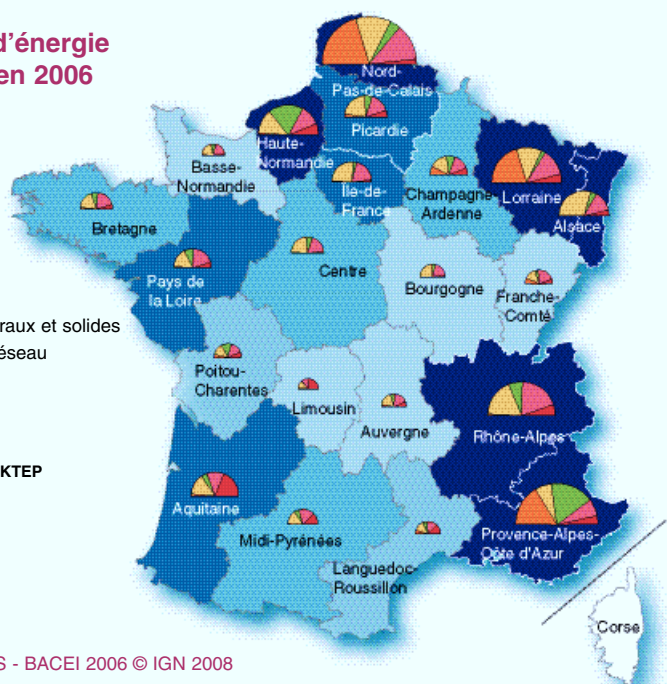 d'énergie
en 2006
Nord-
Pas-de-Calais
Picardie
Haute-
Normandie
Basse-
Normandie
Île-de-
France
Champagne-
Ardenne
Lorraine
Alsace
Bretagne
Centre
Pays de
la Loire
Bourgogne
Franche-
Comté
raux et solides
éseau
Poitou-
Charentes
Limousin
Auvergne
Rhône-Alpes
KTEP
Aquitaine
Midi-Pyrénées
Provence-Alpes-
Côte d'Azur
Languedoc-
Roussillon
Corse
S - BACEI 2006 © IGN 2008